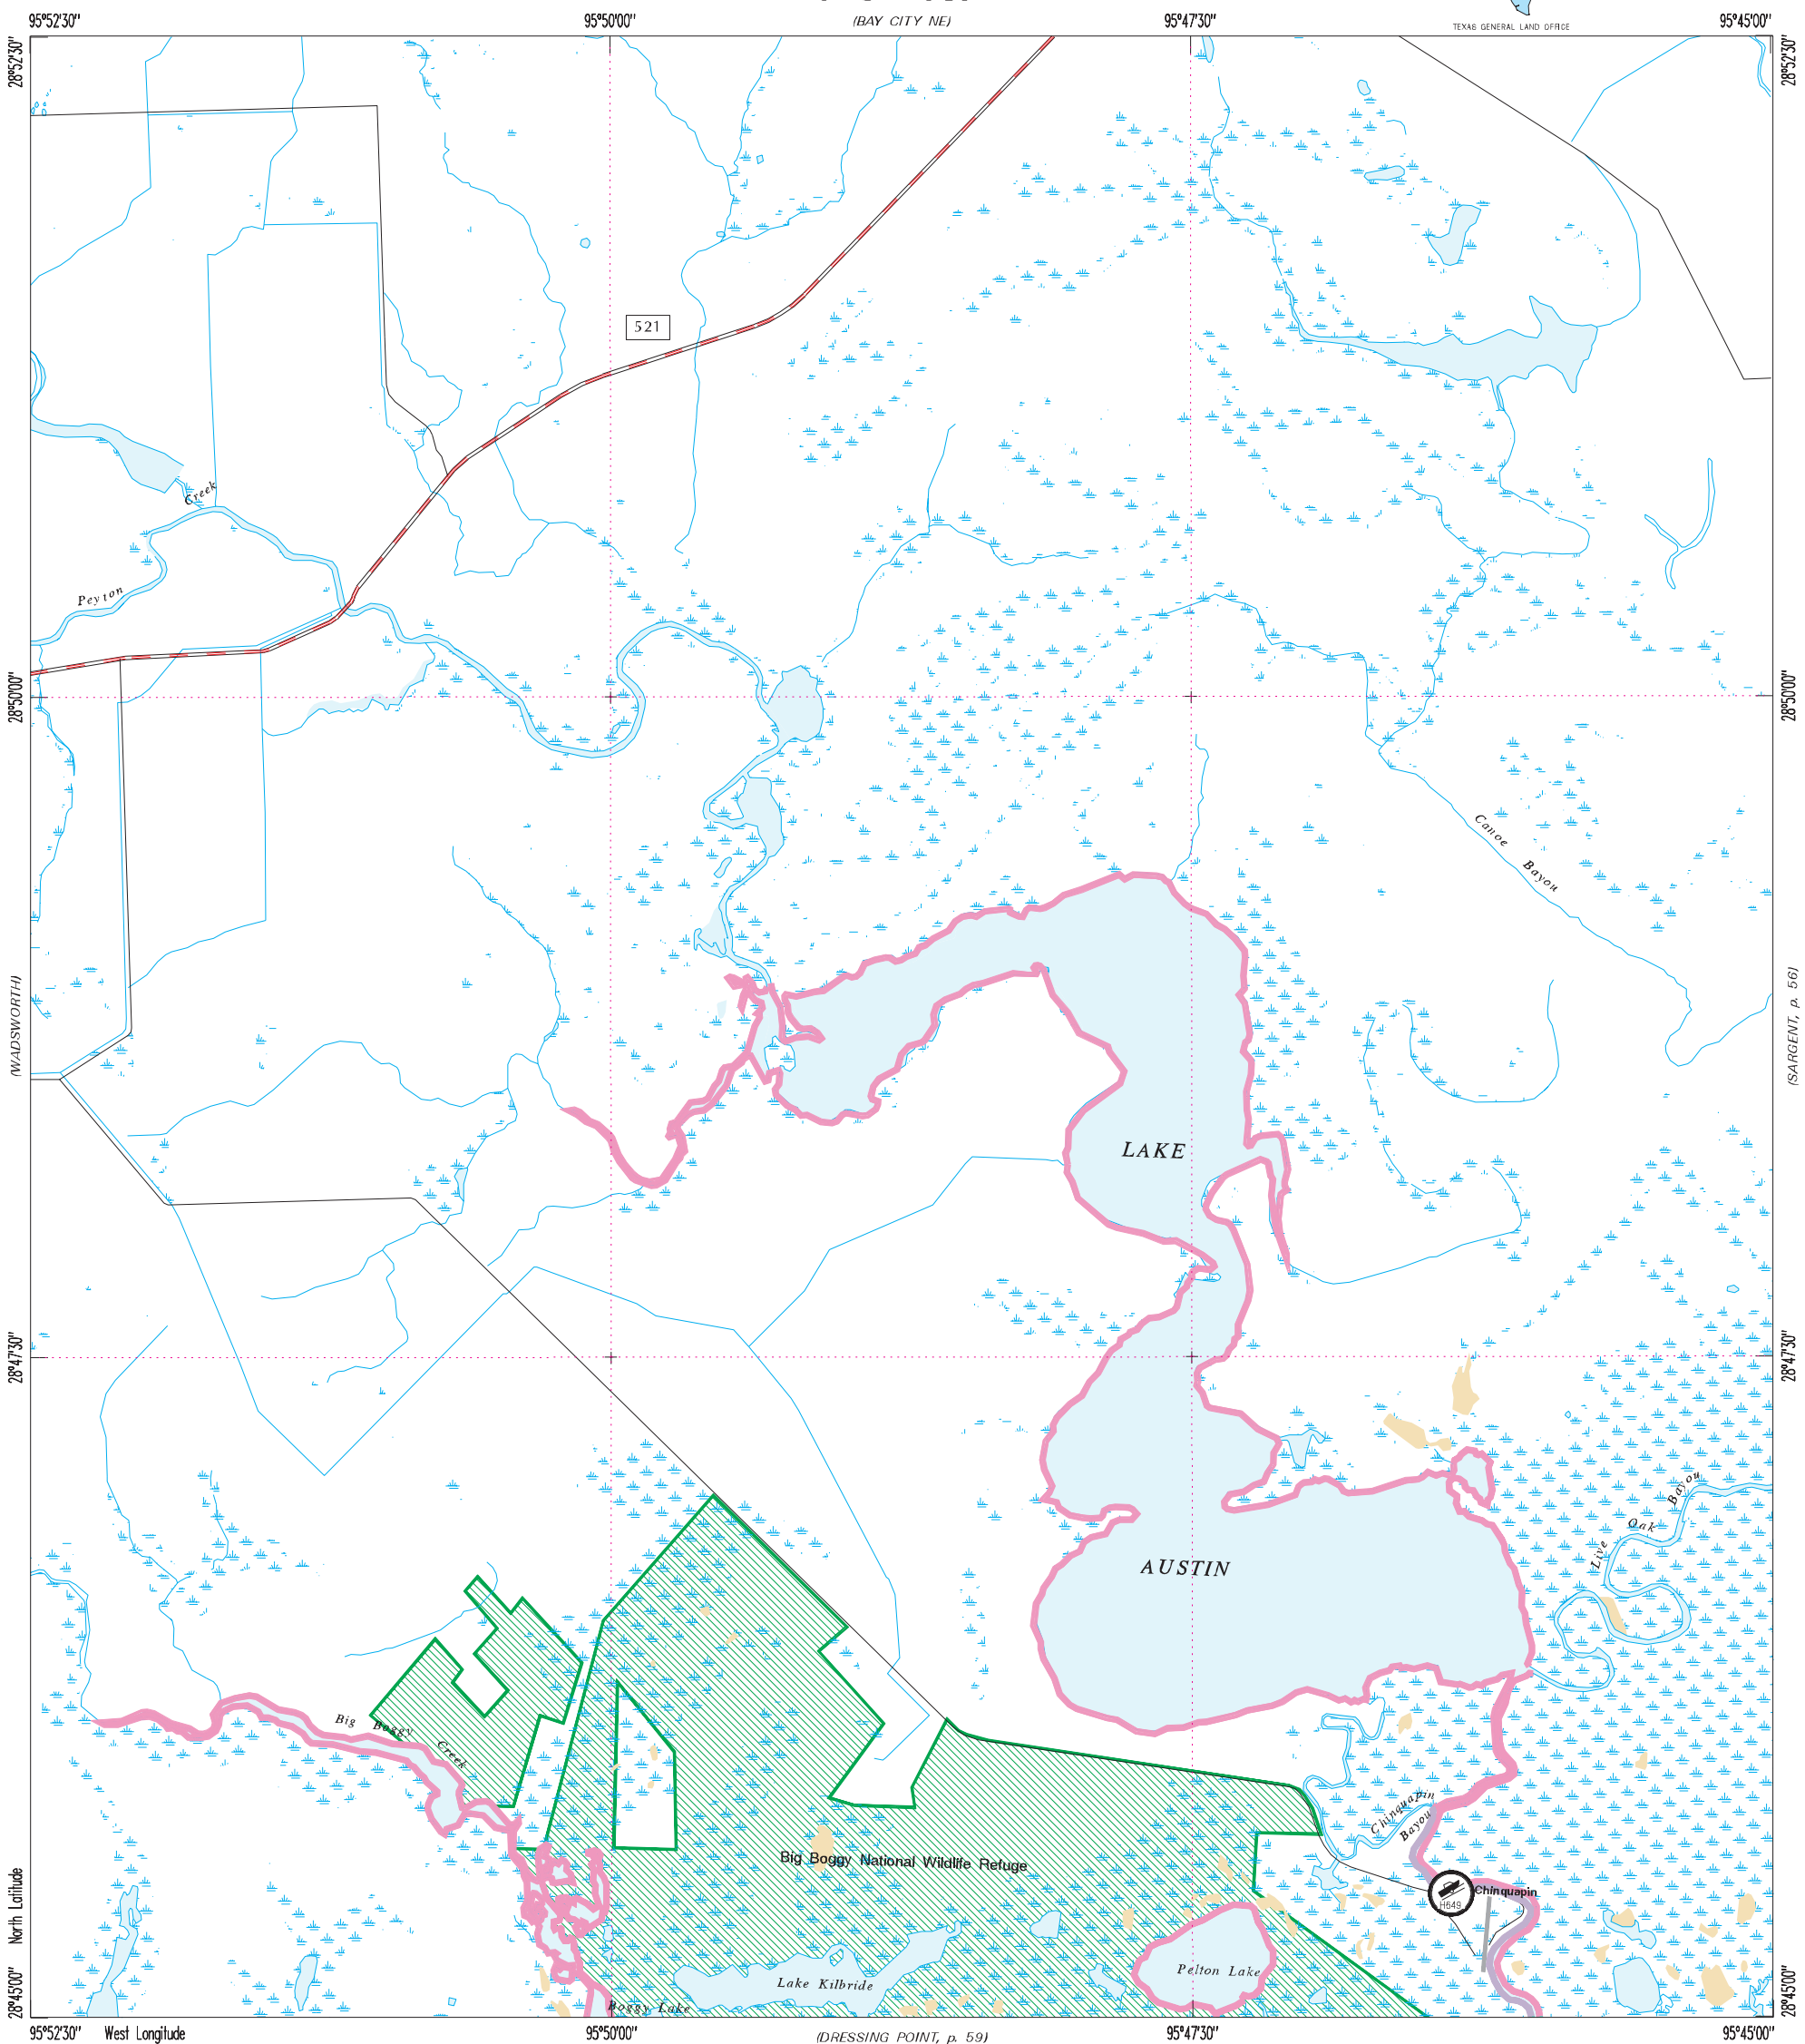 95°52'30"
95°50'00"
(BAY CITY NE)
95°47'30"
TEXAS GENERAL LAND OFFICE
95°45'00"
28°52'30"
28°52'30"
521
Creek
Peyton
28°50'00"
28°50'00"
Canoe
Bayou
(WADSWORTH)
(SARGENT, p. 56)
LAKE
28°47'30"
28°47'30"
Live
Oak
Bayou
AUSTIN
Big
Boggy
Creek
Chinquapin
Bayou
Big Boggy National Wildlife Refuge
Chinquapin
H649
North Latitude
Pelton Lake
Lake Kilbride
Boggy Lake
28°45'00"
28°45'00"
95°52'30"
West Longitude
95°50'00"
(DRESSING POINT, p. 59)
95°47'30"
95°45'00"